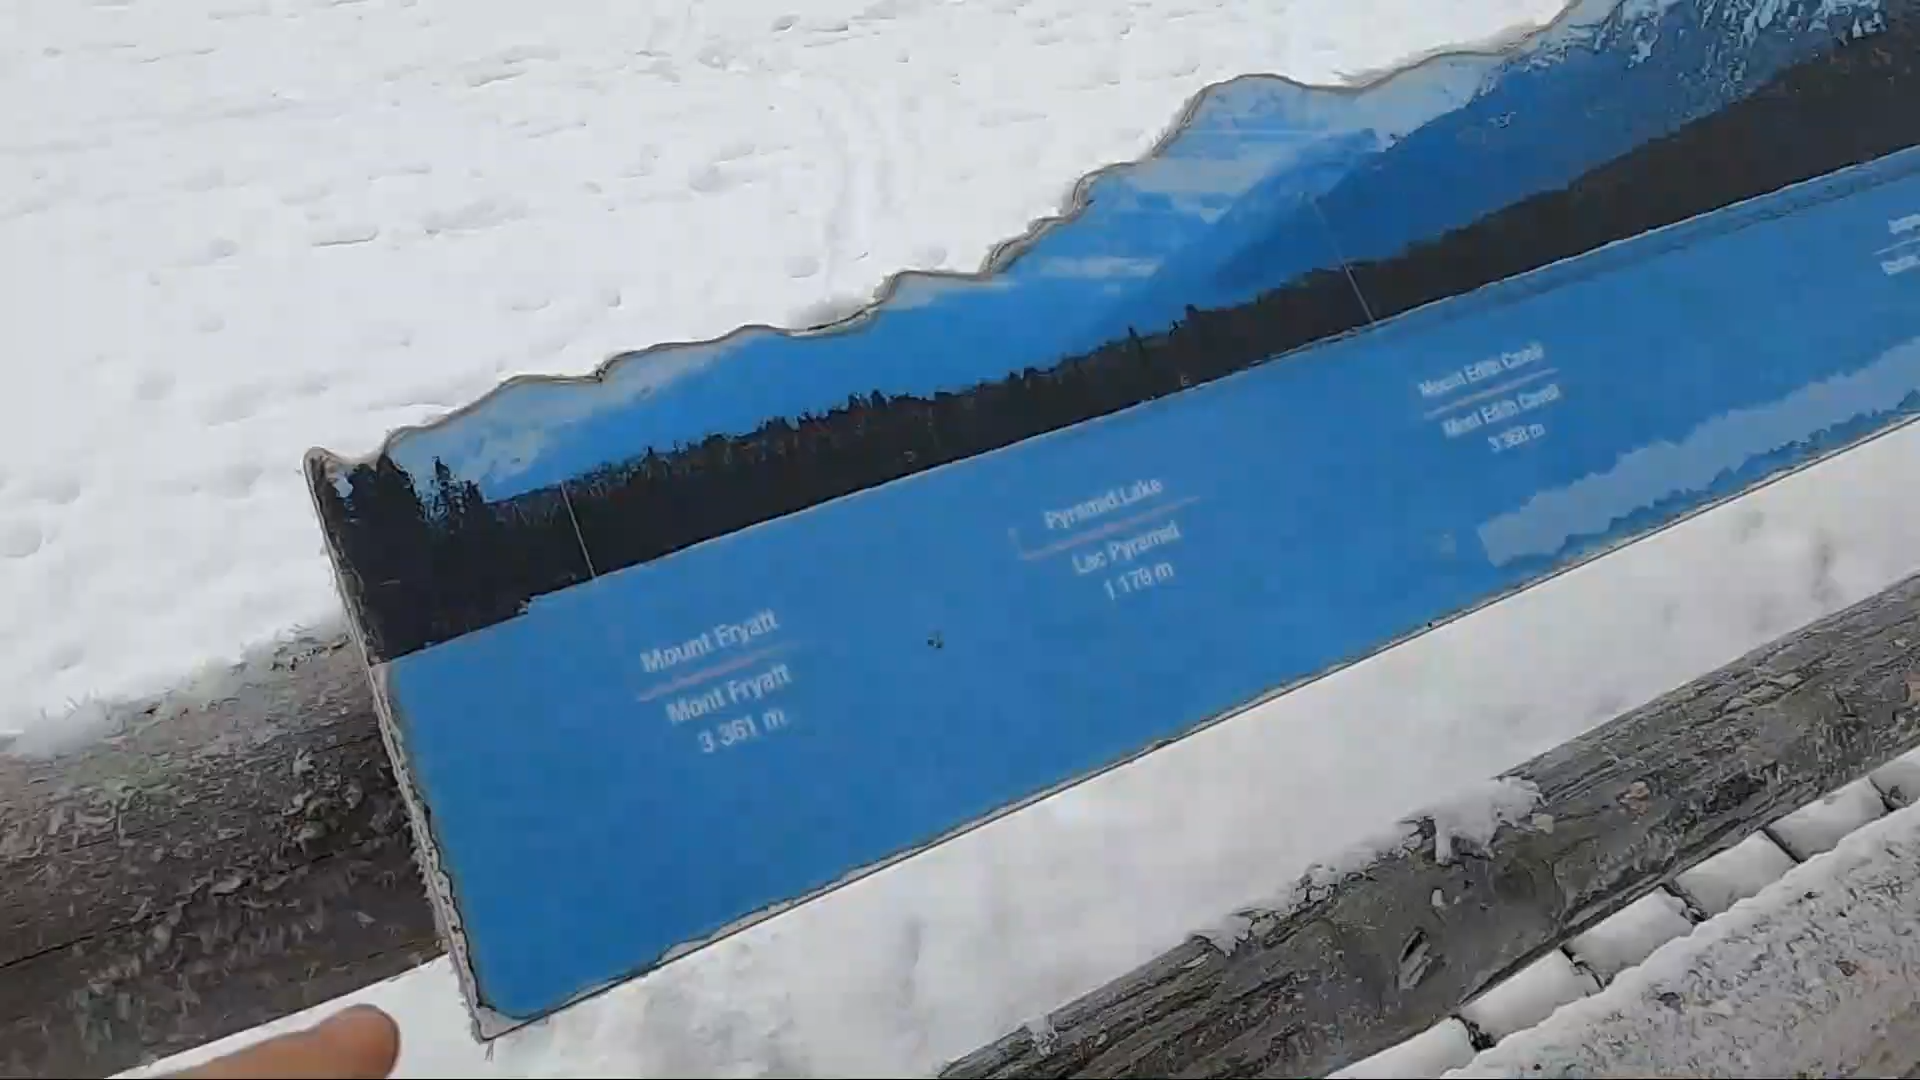 Mount Fryatt
Mont Fryatt
3 361 m
Pyramid Lake
Lac Pyramid
1 179 m
Mount Edith Cavell
Mont Edith Cavell
3 368 m